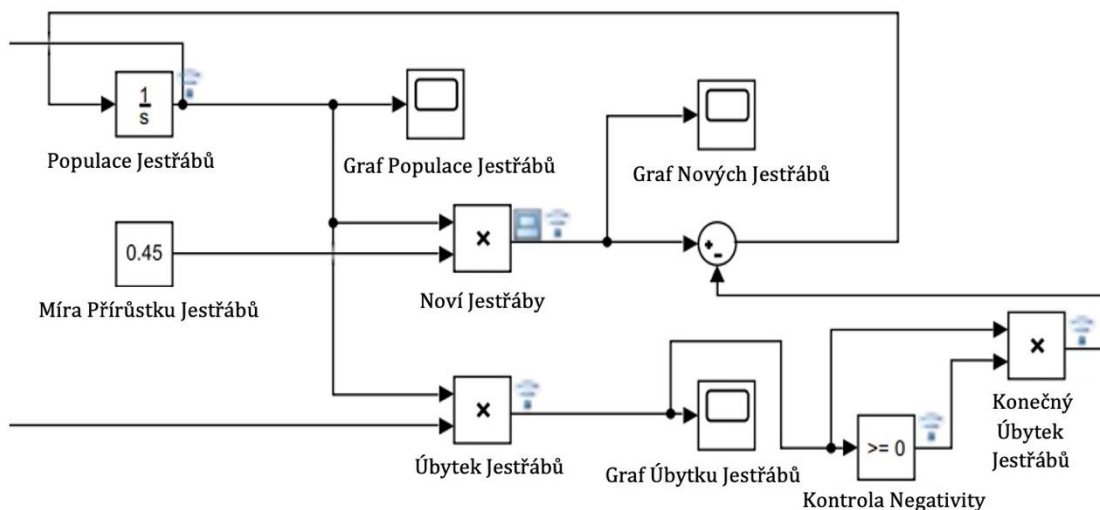 1
s
Populace Jestřábů
Graf Populace Jestřábů
Graf Nových Jestřábů
0.45
×
+
-
Míra Přírůstku Jestřábů
Noví Jestřáby
×
×
>= 0
Úbytek Jestřábů
Graf Úbytku Jestřábů
Kontrola Negativity
Konečný
Úbytek
Jestřábů